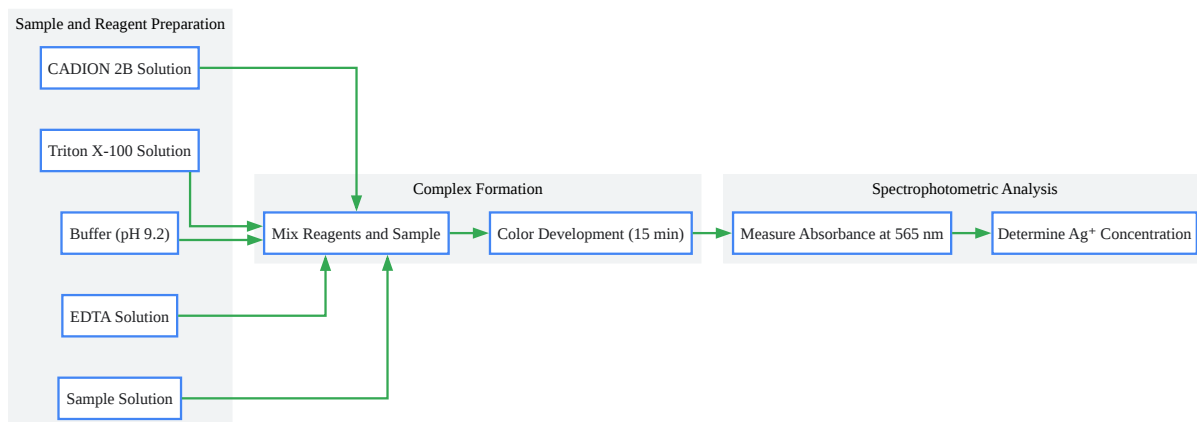 Sample and Reagent Preparation
CADION 2B Solution
Triton X-100 Solution
Buffer (pH 9.2)
EDTA Solution
Sample Solution
Complex Formation
Mix Reagents and Sample
Color Development (15 min)
Spectrophotometric Analysis
Measure Absorbance at 565 nm
Determine Ag⁺ Concentration